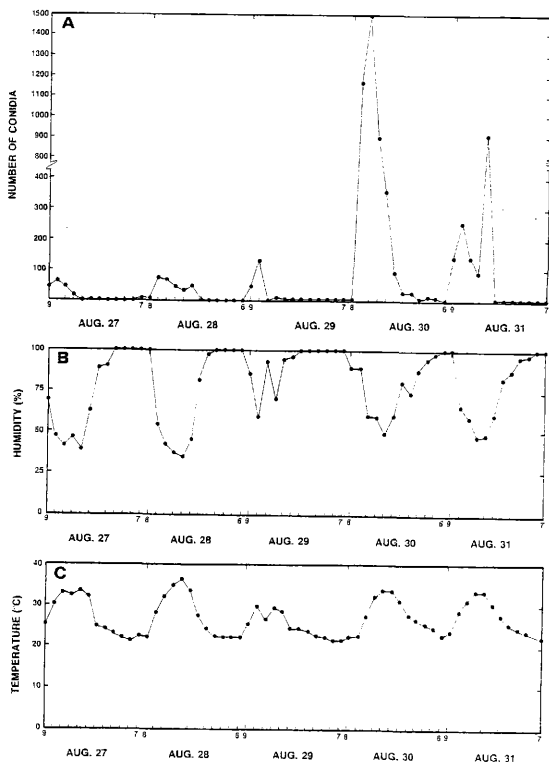 A
1500
1400
1300
1200
1100
1000
900
800
400
300
200
100
NUMBER OF CONIDIA
9 7 8 6 9 7 8 6 9 7
AUG. 27 AUG. 28 AUG. 29 AUG. 30 AUG. 31
B
100
75
50
25
0
HUMIDITY (%)
9 7 8 6 9 7 8 6 9 7
AUG. 27 AUG. 28 AUG. 29 AUG. 30 AUG. 31
C
40
30
20
10
0
TEMPERATURE (°C)
9 7 8 6 9 7 8 6 9 7
AUG. 27 AUG. 28 AUG. 29 AUG. 30 AUG. 31